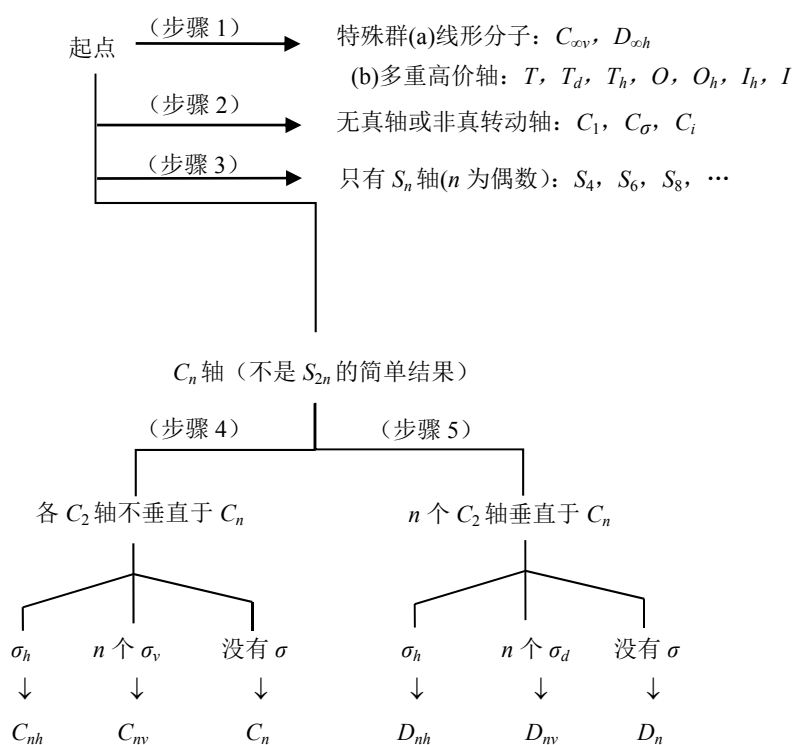 （步骤 1）
起点
特殊群(a)线形分子：C∞v，D∞h
(b)多重高价轴：T，Td，Th，O，Oh，Ih，I
（步骤 2）
无真轴或非真转动轴：C1，Cσ，Ci
（步骤 3）
只有 Sn 轴(n 为偶数）：S4，S6，S8，…
Cn 轴（不是 S2n 的简单结果）
（步骤 4） （步骤 5）
各 C2 轴不垂直于 Cn n 个 C2 轴垂直于 Cn
σh n 个 σv 没有 σ σh n 个 σd 没有 σ
↓ ↓ ↓ ↓ ↓ ↓
Cnh Cnv Cn Dnh Dnv Dn